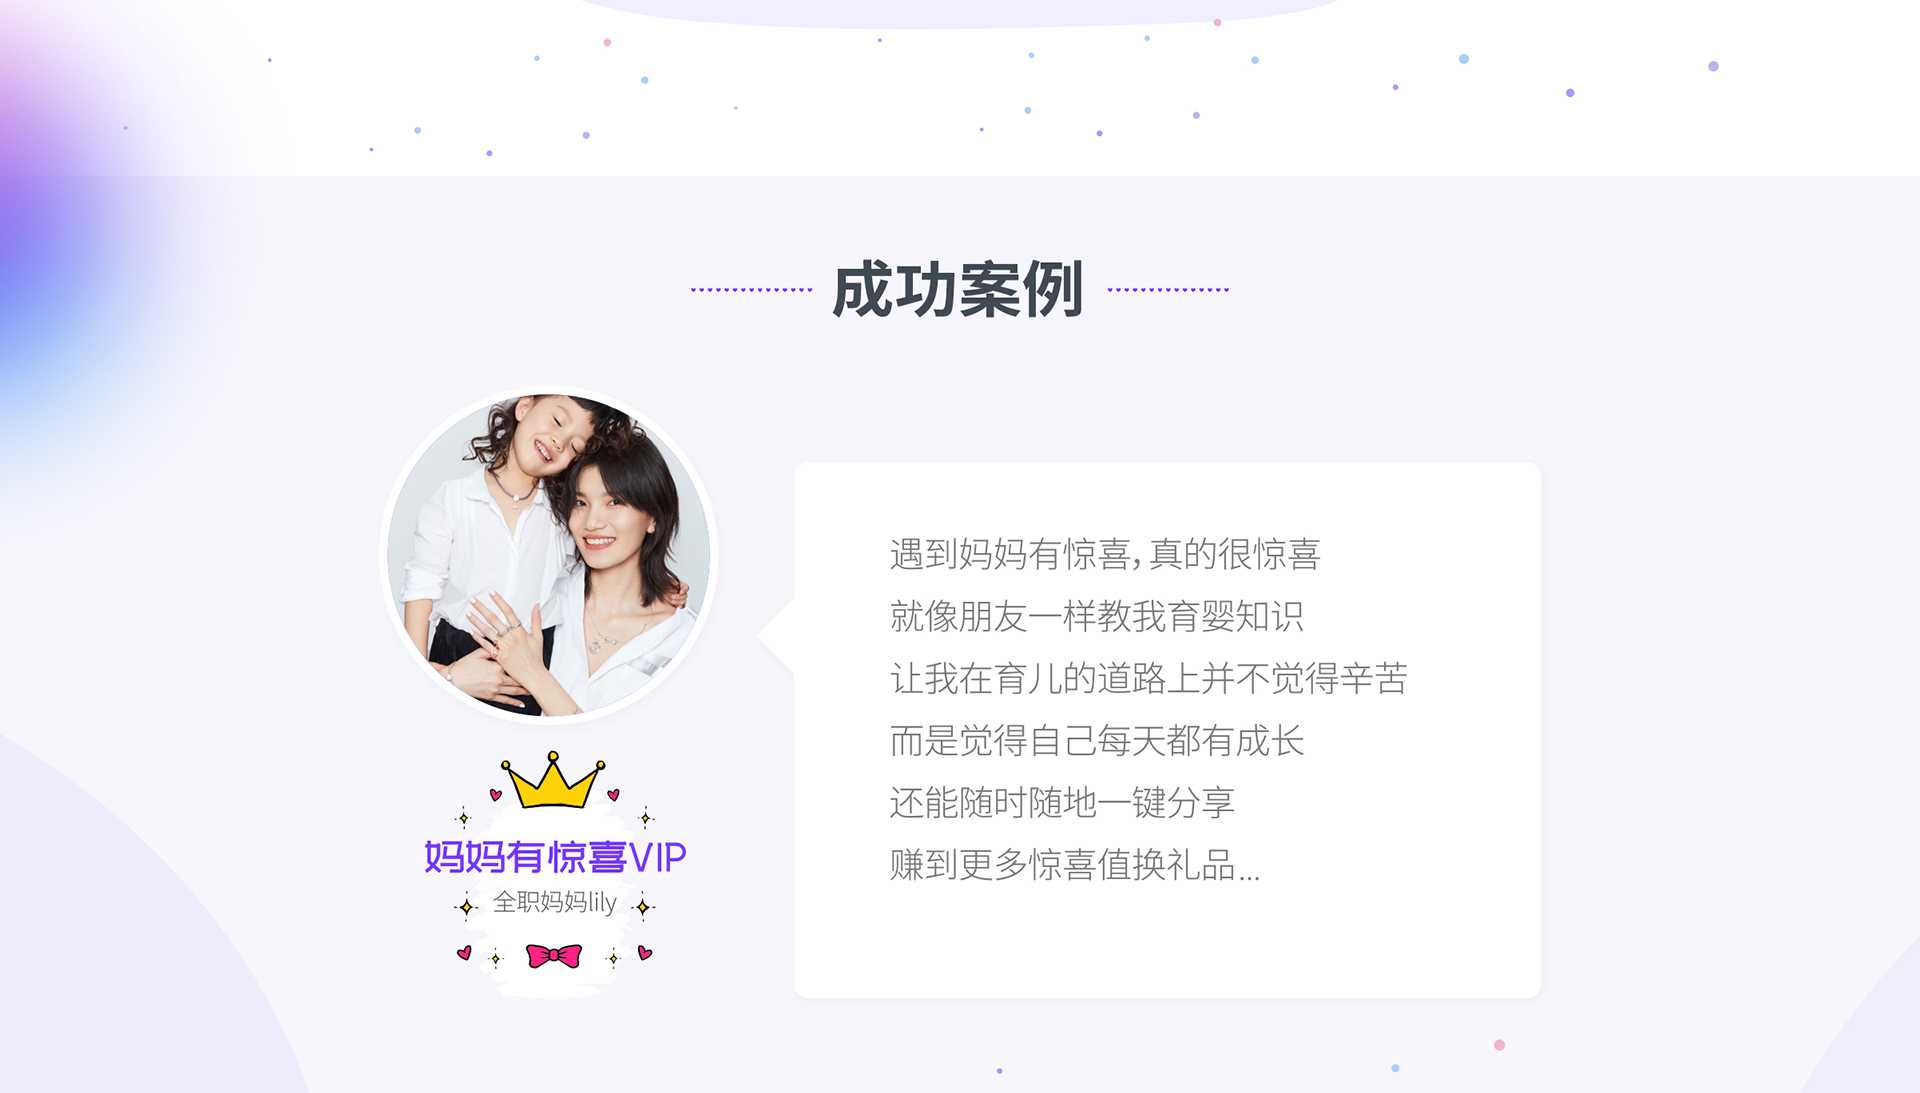 成功案例
遇到妈妈有惊喜，真的很惊喜
就像朋友一样教我育婴知识
让我在育儿的道路上并不觉得辛苦
而是觉得自己每天都有成长
还能随时随地一键分享
赚到更多惊喜值换礼品...
妈妈有惊喜VIP
全职妈妈lily